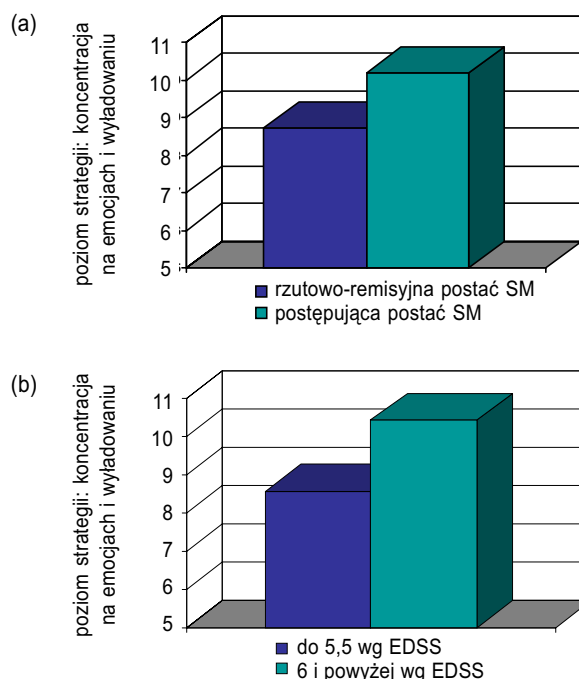 (a)
poziom strategii: koncentracja
na emocjach i wyładowaniu
11
10
9
8
7
6
5
rzutowo-remisyjna postać SM
postępująca postać SM
(b)
poziom strategii: koncentracja
na emocjach i wyładowaniu
11
10
9
8
7
6
5
do 5,5 wg EDSS
6 i powyżej wg EDSS